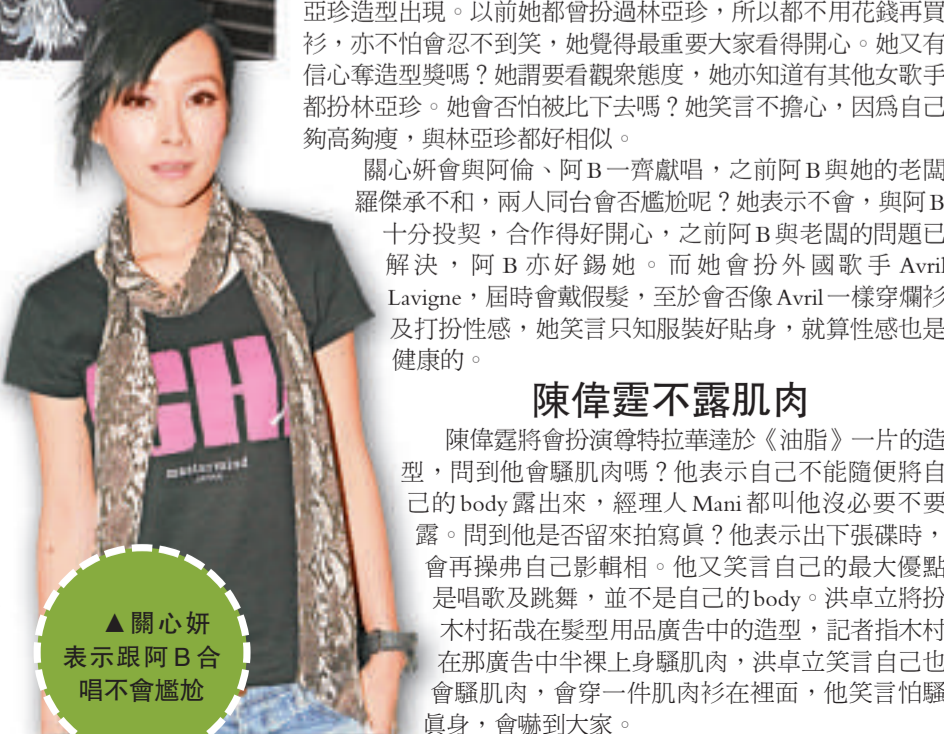 亞珍造型出現。以前她都曾扮過林亞珍，所以都不用花錢再買
衫，亦不怕會忍不到笑，她覺得最重要大家看得開心。她又有
信心奪造型獎嗎？她謂要看觀衆態度，她亦知道有其他女歌手
都扮林亞珍。她會否怕被比下去嗎？她笑言不擔心，因爲自己
夠高夠瘦，與林亞珍都好相似。
關心妍會與阿倫、阿B一齊獻唱，之前阿B與她的老闆
羅傑承不和，兩人同台會否尷尬呢？她表示不會，與阿B
十分投契，合作得好開心，之前阿B與老闆的問題已
解決，阿B亦好錫她。而她會扮外國歌手Avril
Lavigne，屆時會戴假髮，至於會否像Avril一樣穿爛衫
及打扮性感，她笑言只知服裝好貼身，就算性感也是
健康的。
陳偉霆不露肌肉
陳偉霆將會扮演尊特拉華達於《油脂》一片的造
型，問到他會騷肌肉嗎？他表示自己不能隨便將自
己的body露出來，經理人Mani都叫他沒必要不要
露。問到他是否留來拍寫眞？他表示出下張碟時，
會再操弗自己影輯相。他又笑言自己的最大優點
是唱歌及跳舞，並不是自己的body。洪卓立將扮
木村拓哉在髮型用品廣告中的造型，記者指木村
在那廣告中半裸上身騷肌肉，洪卓立笑言自己也
會騷肌肉，會穿一件肌肉衫在裡面，他笑言怕騷
眞身，會嚇到大家。
CHA
mastermind
JAPAN
▲關心妍
表示跟阿B合
唱不會尷尬